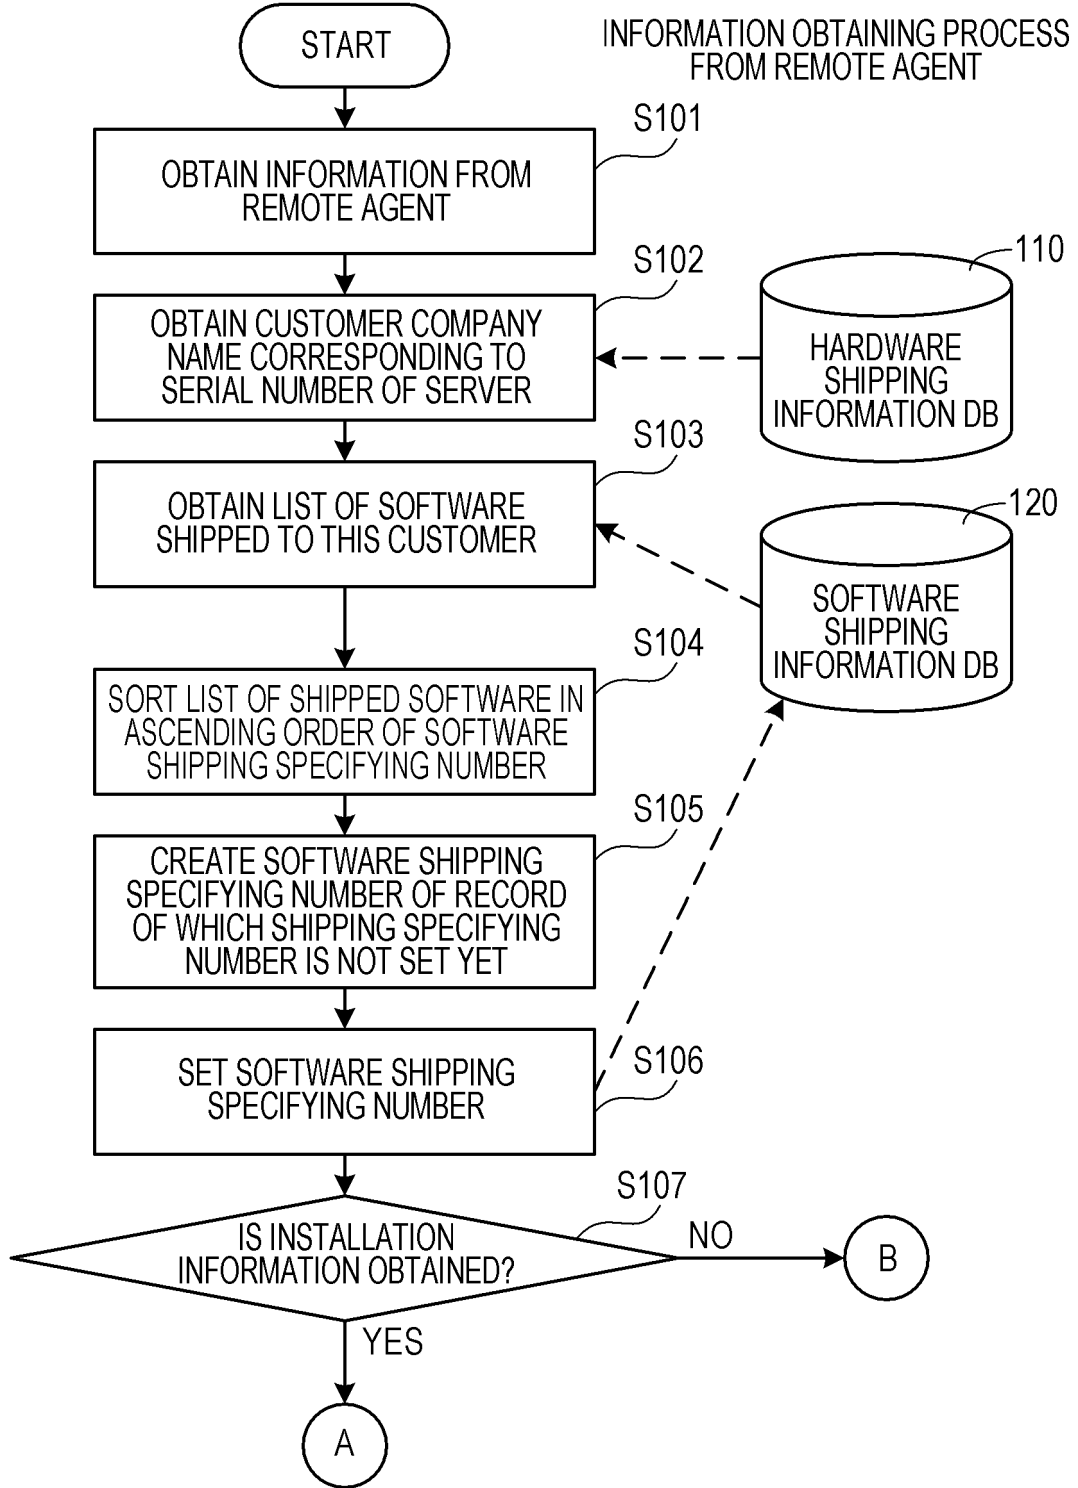 START
INFORMATION OBTAINING PROCESS
FROM REMOTE AGENT
S101
OBTAIN INFORMATION FROM
REMOTE AGENT
S102
OBTAIN CUSTOMER COMPANY
NAME CORRESPONDING TO
SERIAL NUMBER OF SERVER
110
HARDWARE
SHIPPING
INFORMATION DB
S103
OBTAIN LIST OF SOFTWARE
SHIPPED TO THIS CUSTOMER
120
SOFTWARE
SHIPPING
INFORMATION DB
S104
SORT LIST OF SHIPPED SOFTWARE IN
ASCENDING ORDER OF SOFTWARE
SHIPPING SPECIFYING NUMBER
S105
CREATE SOFTWARE SHIPPING
SPECIFYING NUMBER OF RECORD
OF WHICH SHIPPING SPECIFYING
NUMBER IS NOT SET YET
S106
SET SOFTWARE SHIPPING
SPECIFYING NUMBER
S107
IS INSTALLATION
INFORMATION OBTAINED?
NO
B
YES
A